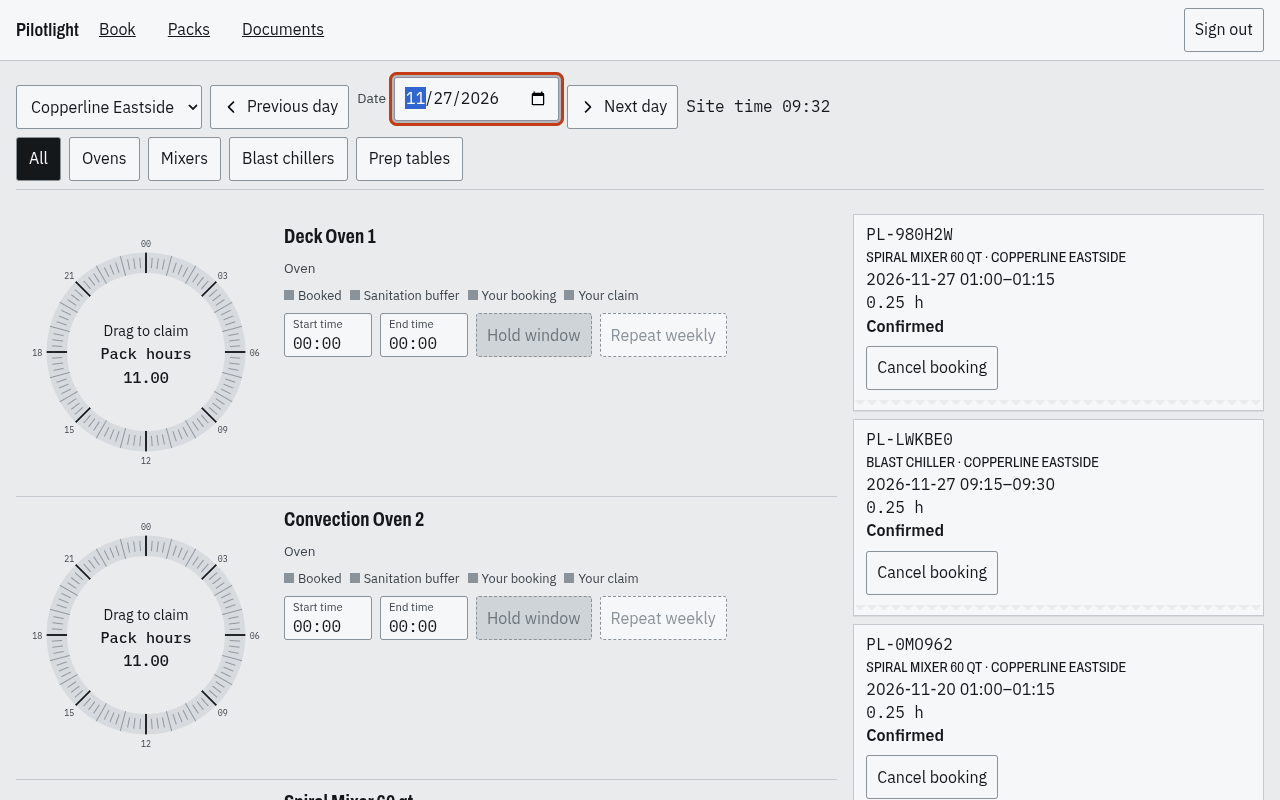 Pilotlight Book Packs Documents Sign out
Copperline Eastside Previous day Date 11/27/2026 Next day Site time 09:32
All Ovens Mixers Blast chillers Prep tables
Deck Oven 1
Oven
Booked Sanitation buffer Your booking Your claim
Start time
00:00
End time
00:00
Hold window
Repeat weekly
00
03
06
09
12
15
18
21
Drag to claim
Pack hours
11.00
Convection Oven 2
Oven
Booked Sanitation buffer Your booking Your claim
Start time
00:00
End time
00:00
Hold window
Repeat weekly
00
03
06
09
12
15
18
21
Drag to claim
Pack hours
11.00
Spiral Mixer 60 qt
PL-980H2W
SPIRAL MIXER 60 QT · COPPERLINE EASTSIDE
2026-11-27 01:00–01:15
0.25 h
Confirmed
Cancel booking
PL-LWKBE0
BLAST CHILLER · COPPERLINE EASTSIDE
2026-11-27 09:15–09:30
0.25 h
Confirmed
Cancel booking
PL-0MO962
SPIRAL MIXER 60 QT · COPPERLINE EASTSIDE
2026-11-20 01:00–01:15
0.25 h
Confirmed
Cancel booking